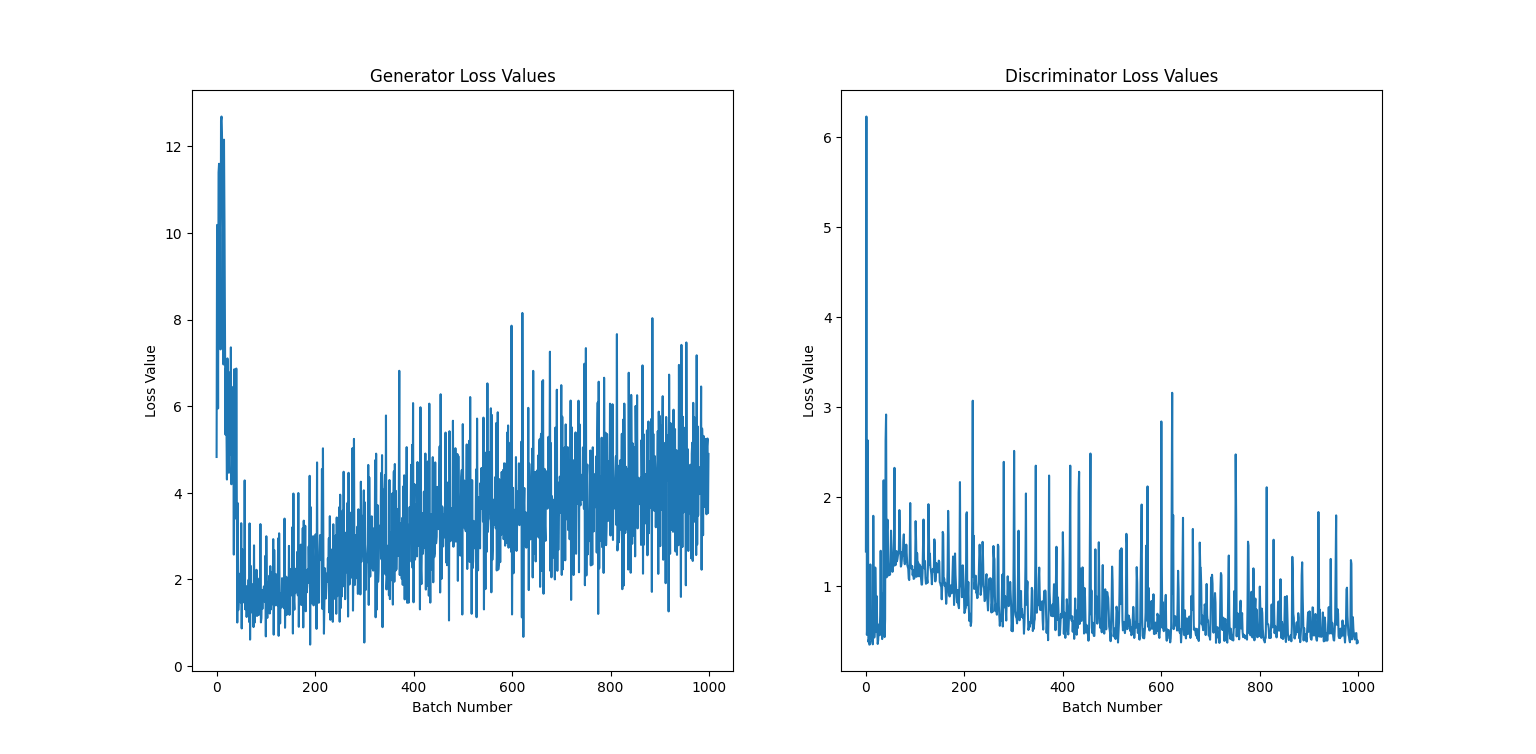 Generator Loss Values
Loss Value
12
10
8
6
4
2
0
0 200 400 600 800 1000
Batch Number
Discriminator Loss Values
Loss Value
6
5
4
3
2
1
0 200 400 600 800 1000
Batch Number